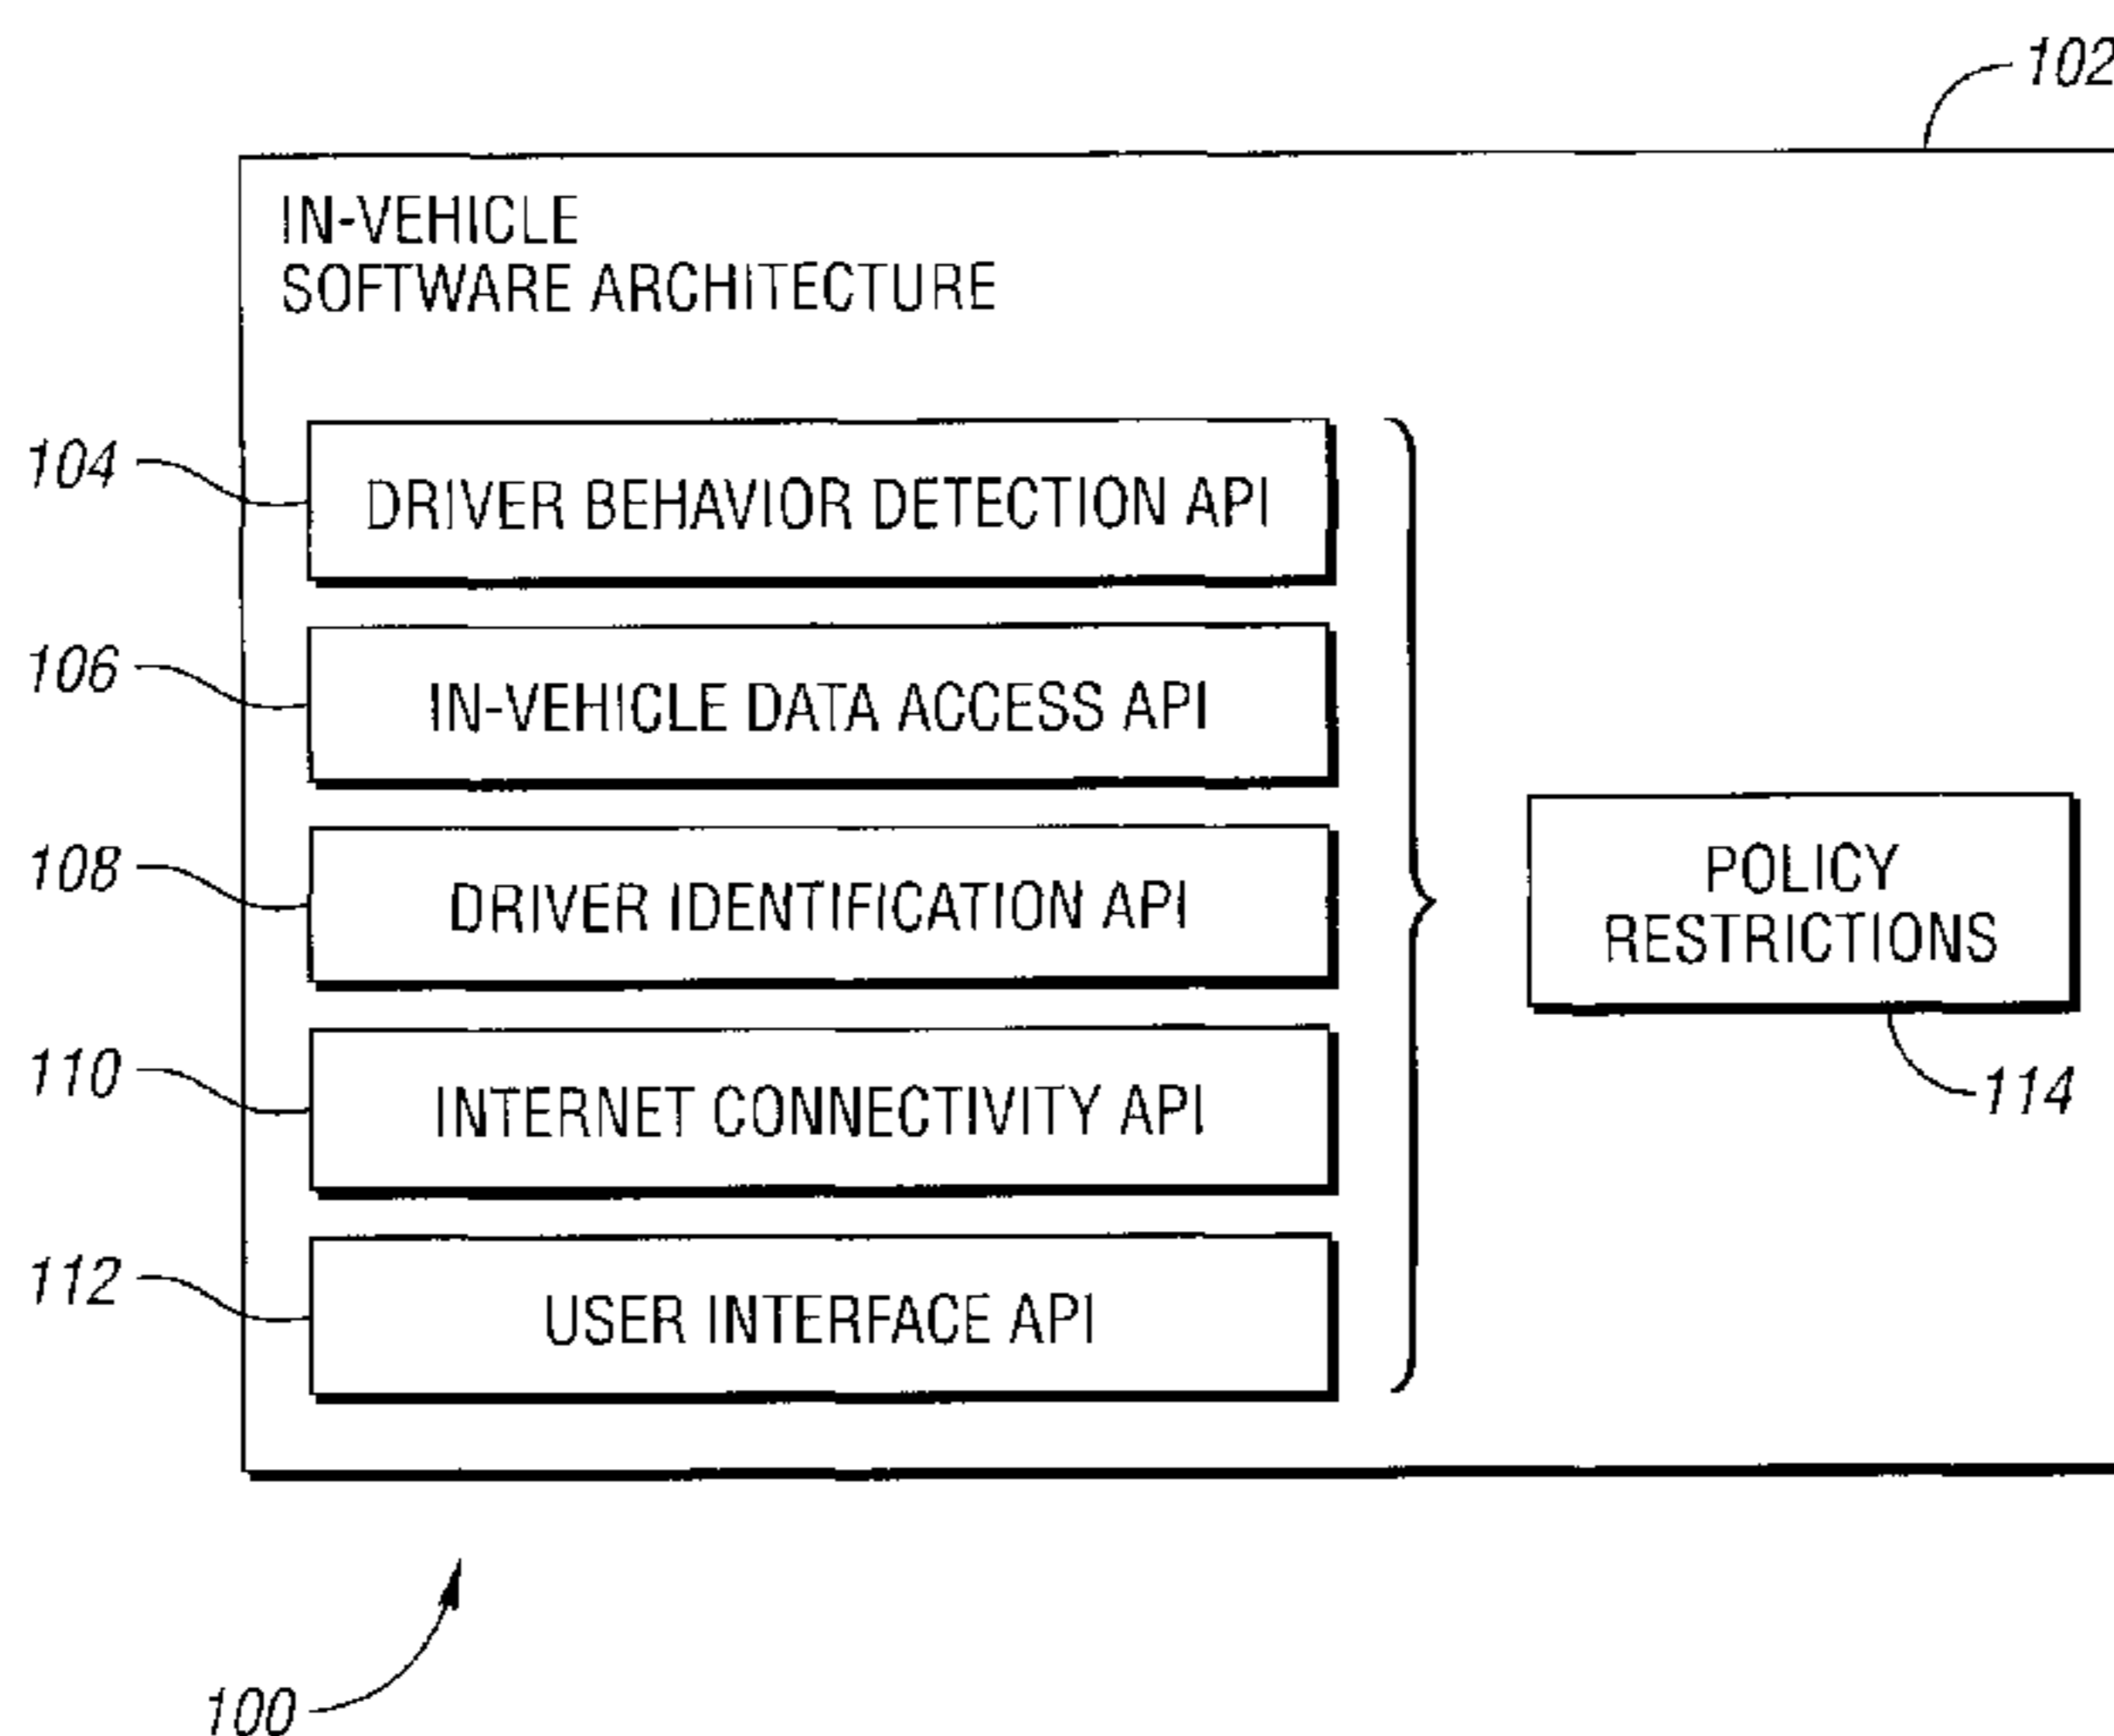 102
IN-VEHICLE
SOFTWARE ARCHITECTURE
104
DRIVER BEHAVIOR DETECTION API
106
IN-VEHICLE DATA ACCESS API
108
DRIVER IDENTIFICATION API
POLICY
RESTRICTIONS
110
INTERNET CONNECTIVITY API
114
112
USER INTERFACE API
100